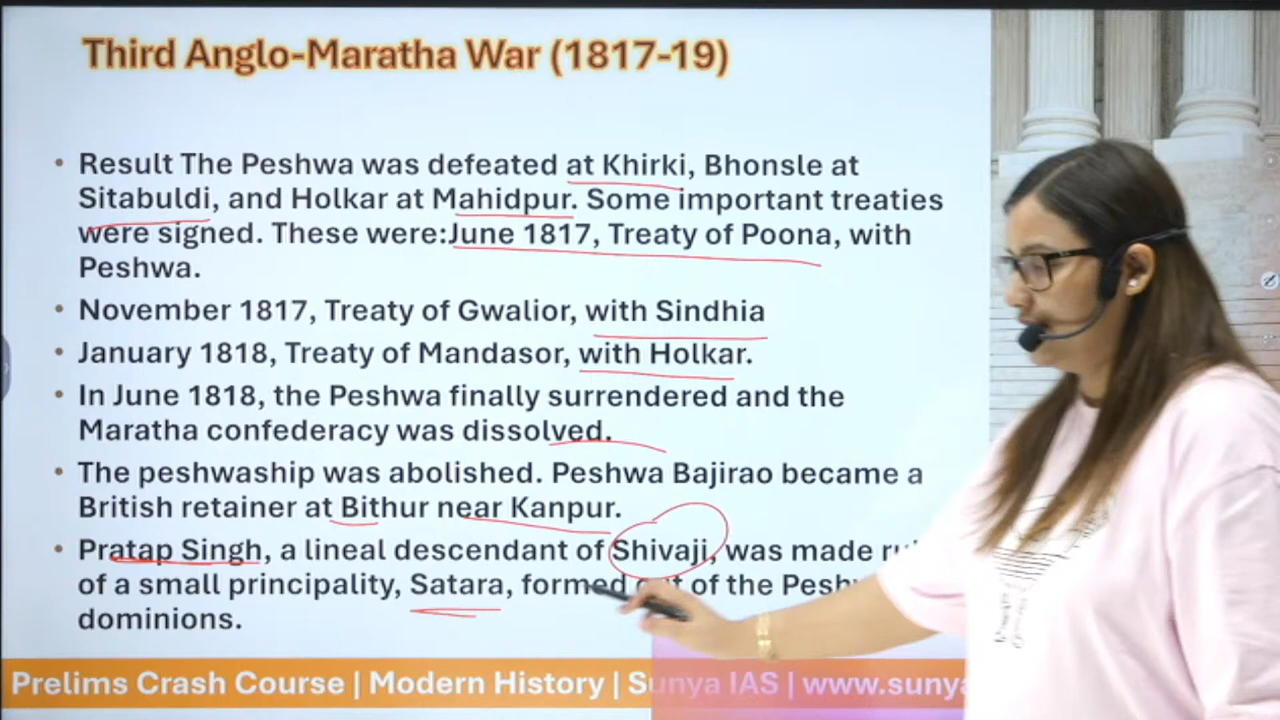 Third Anglo-Maratha War (1817-19)
• Result The Peshwa was defeated at Khirki, Bhonsle at
Sitabuldi, and Holkar at Mahidpur. Some important treaties
were signed. These were:June 1817, Treaty of Poona, with
Peshwa.
• November 1817, Treaty of Gwalior, with Sindhia
• January 1818, Treaty of Mandasor, with Holkar.
• In June 1818, the Peshwa finally surrendered and the
Maratha confederacy was dissolved.
• The peshwaship was abolished. Peshwa Bajirao became a
British retainer at Bithur near Kanpur.
• Pratap Singh, a lineal descendant of Shivaji, was made
of a small principality, Satara, formed out of the
dominions.
Prelims Crash Course | Modern History | Sunya IAS |